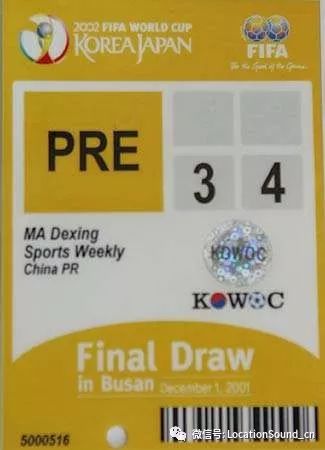 2002 FIFA WORLD CUP
KOREA JAPAN
FIFA
For the Good of the Game
PRE
3 4
MA Dexing
Sports Weekly
China PR
KOWOC
KOWOC
Final Draw
in Busan December 1, 2001
5000516
微信号: LocationSound_cn